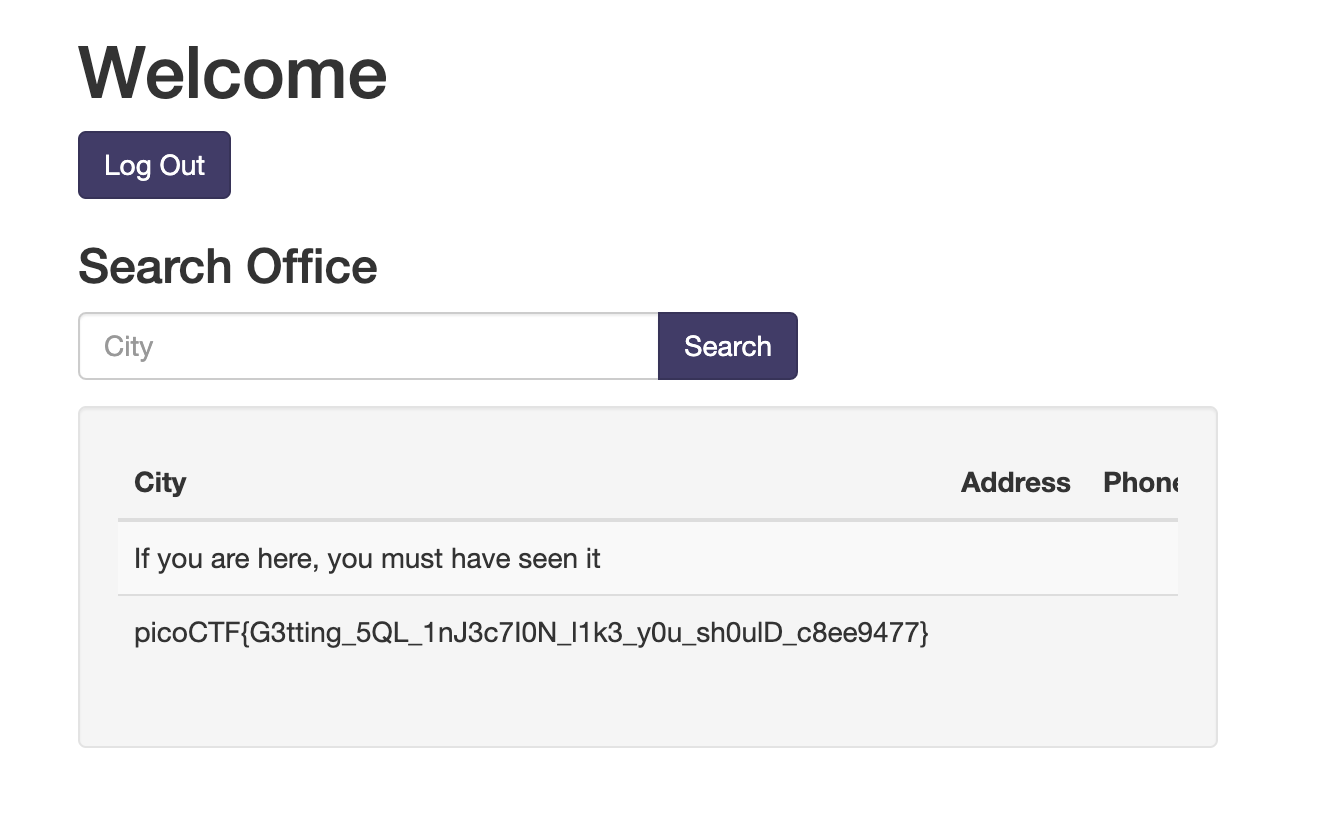 Welcome
Log Out
Search Office
City Search
City Address Phone
If you are here, you must have seen it
picoCTF{G3tting_5QL_1nJ3c7I0N_l1k3_y0u_sh0ulD_c8ee9477}